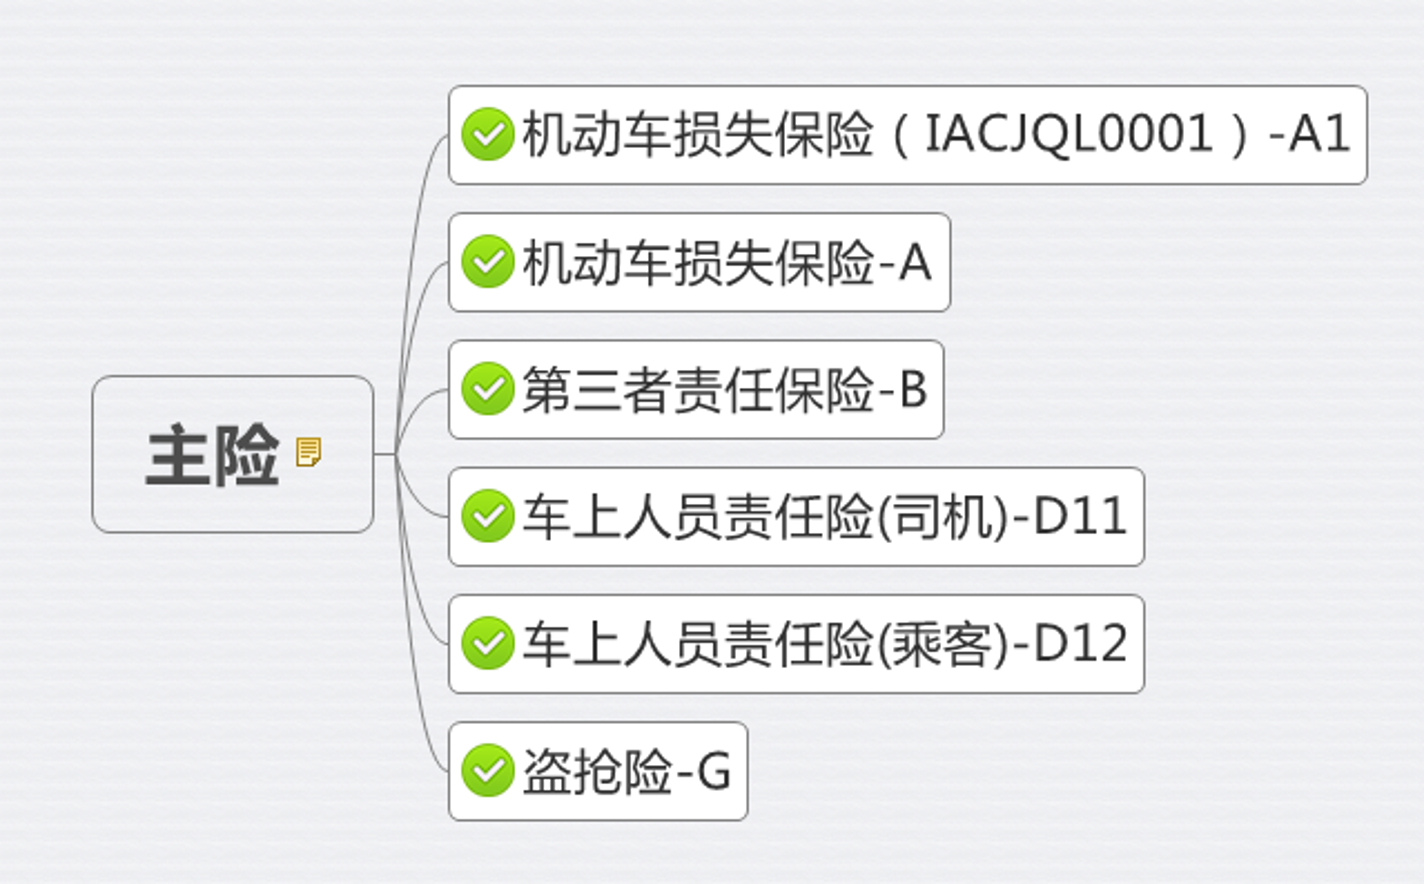 机动车损失保险（IACJQL0001）-A1
机动车损失保险-A
第三者责任保险-B
主险
车上人员责任险(司机)-D11
车上人员责任险(乘客)-D12
盗抢险-G